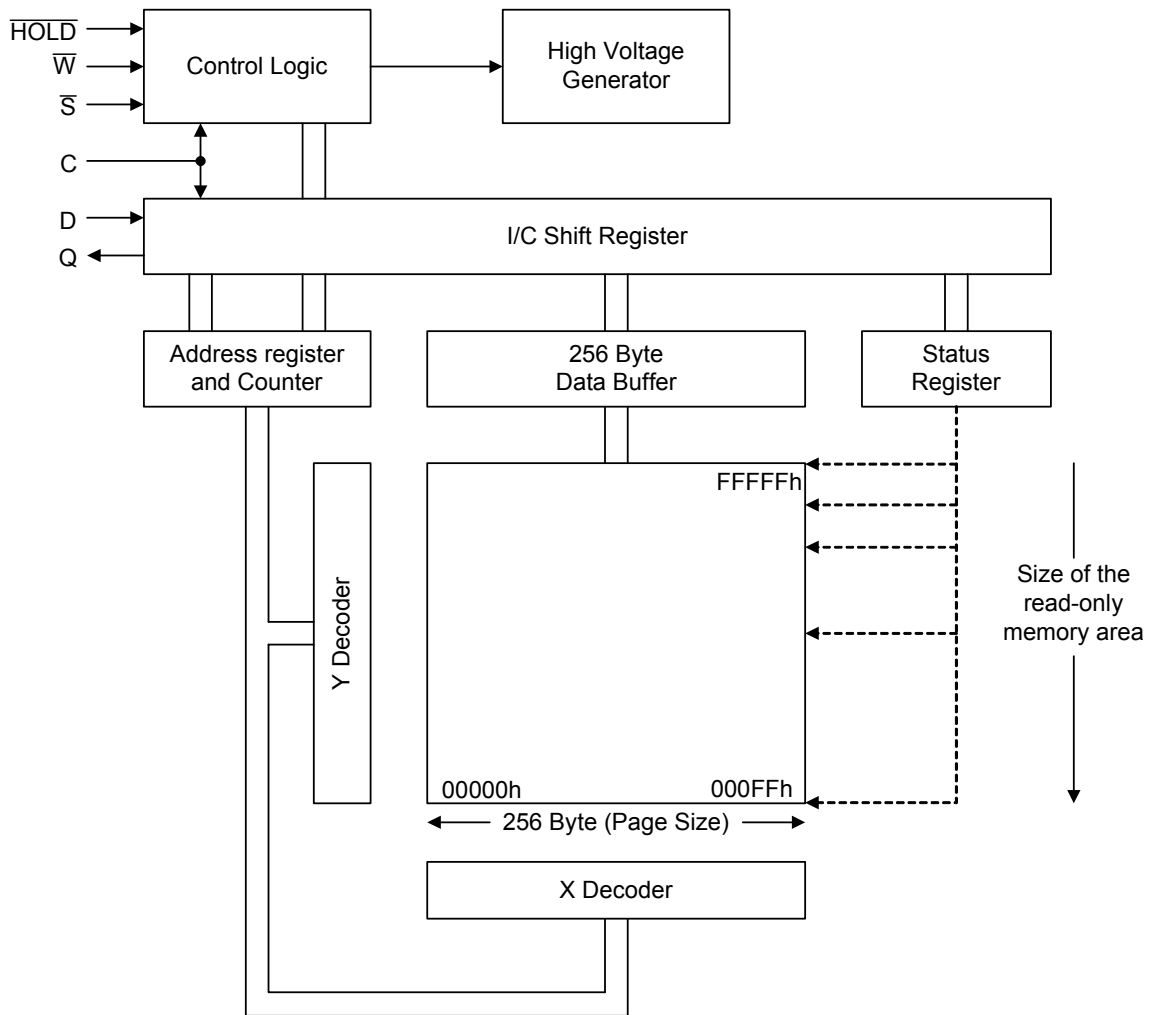 H̅O̅L̅D̅
W̅
S̅
C
D
Q
Control Logic
High Voltage
Generator
I/C Shift Register
Address register
and Counter
256 Byte
Data Buffer
Status
Register
FFFFFh
Size of the
read-only
memory area
Y Decoder
00000h
000FFh
256 Byte (Page Size)
X Decoder